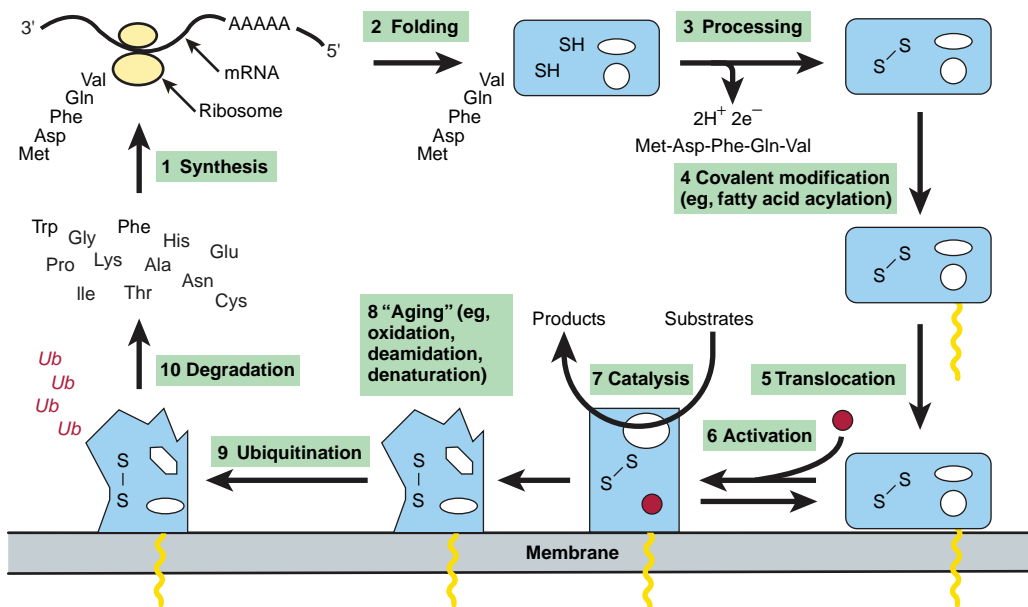 3'
AAAAA
5'
mRNA
Ribosome
Val
Gln
Phe
Asp
Met
2 Folding
Val
Gln
Phe
Asp
Met
SH
SH
3 Processing
2H+ 2e–
Met-Asp-Phe-Gln-Val
S
S
1 Synthesis
4 Covalent modification
(eg, fatty acid acylation)
Trp
Gly
Phe
His
Glu
Pro
Lys
Ala
Asn
Ile
Thr
Cys
S
S
8 “Aging” (eg,
oxidation,
deamidation,
denaturation)
Products
Substrates
Ub
Ub
Ub
Ub
10 Degradation
7 Catalysis
5 Translocation
6 Activation
9 Ubiquitination
S
S
S
S
S
S
S
S
Membrane